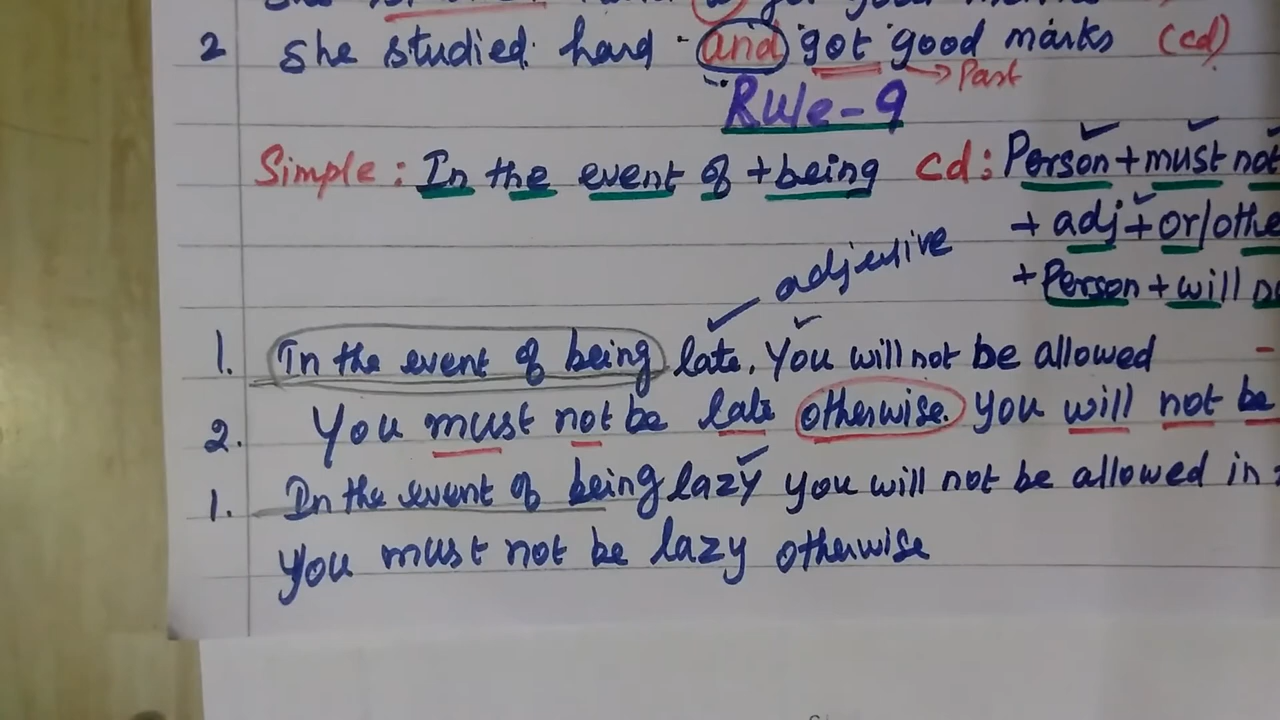 2 She studied hard and got good marks (cd)
→ Past
Rule-9
Simple: In the event of + being cd: Person + must not
+ adj + or/othe
+ Person + will
adjective
1. In the event of being late, you will not be allowed
2. You must not be late otherwise. you will not be
1. In the event of being lazy you will not be allowed in
you must not be lazy otherwise